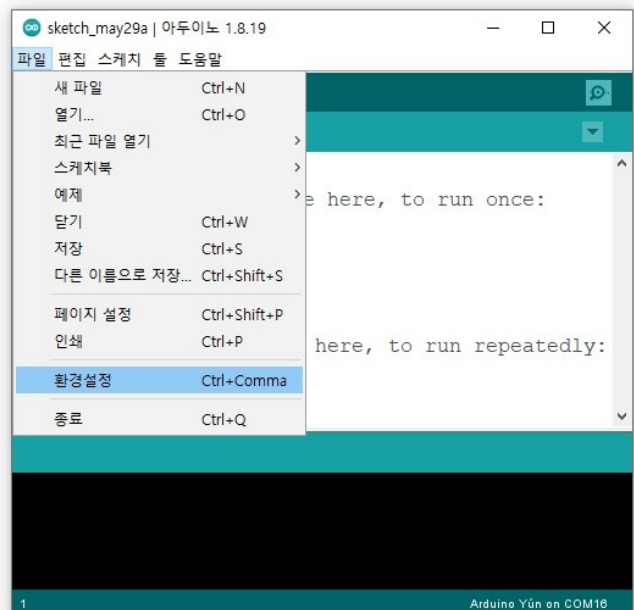 sketch_may29a | 아두이노 1.8.19
파일 편집 스케치 툴 도움말
새 파일 Ctrl+N
열기... Ctrl+O
최근 파일 열기
스케치북
예제
e here, to run once:
닫기 Ctrl+W
저장 Ctrl+S
다른 이름으로 저장... Ctrl+Shift+S
페이지 설정 Ctrl+Shift+P
인쇄 Ctrl+P
here, to run repeatedly:
환경설정 Ctrl+Comma
종료 Ctrl+Q
1 Arduino Yún on COM16